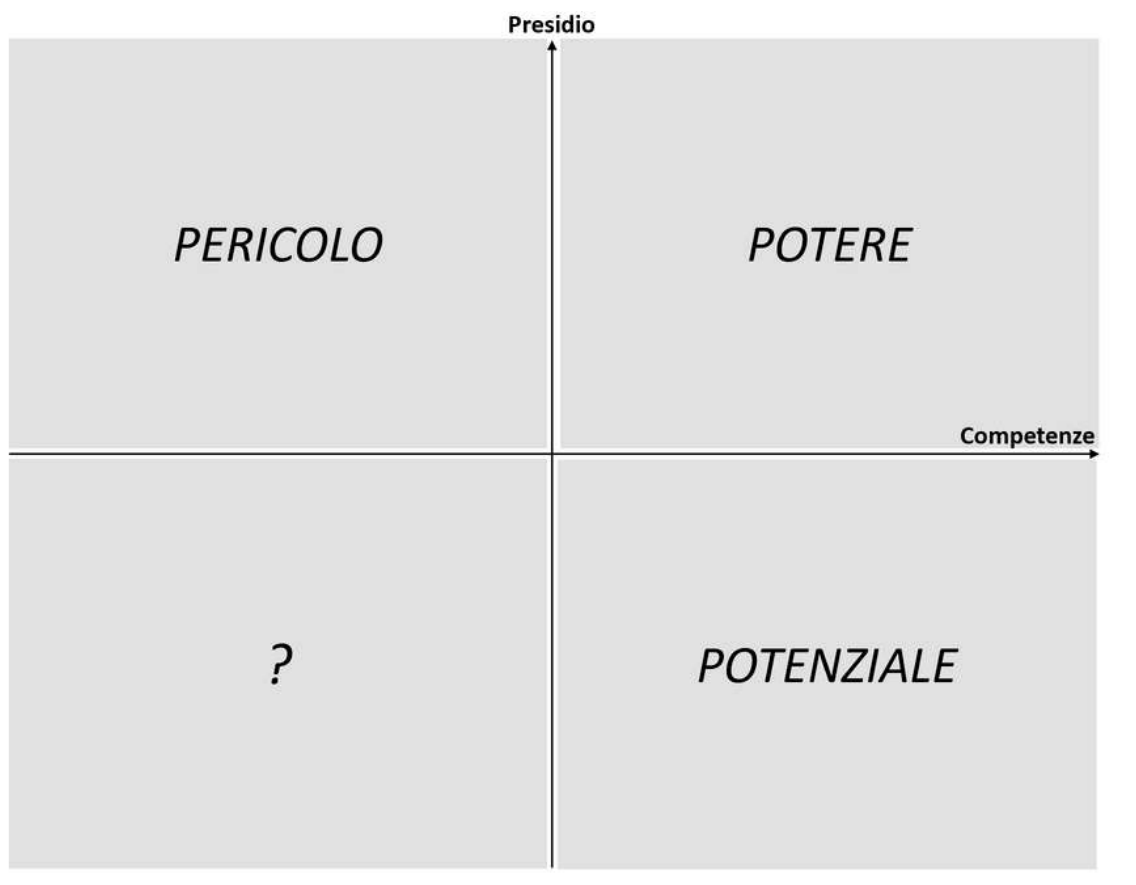 Presidio
PERICOLO
POTERE
Competenze
?
POTENZIALE